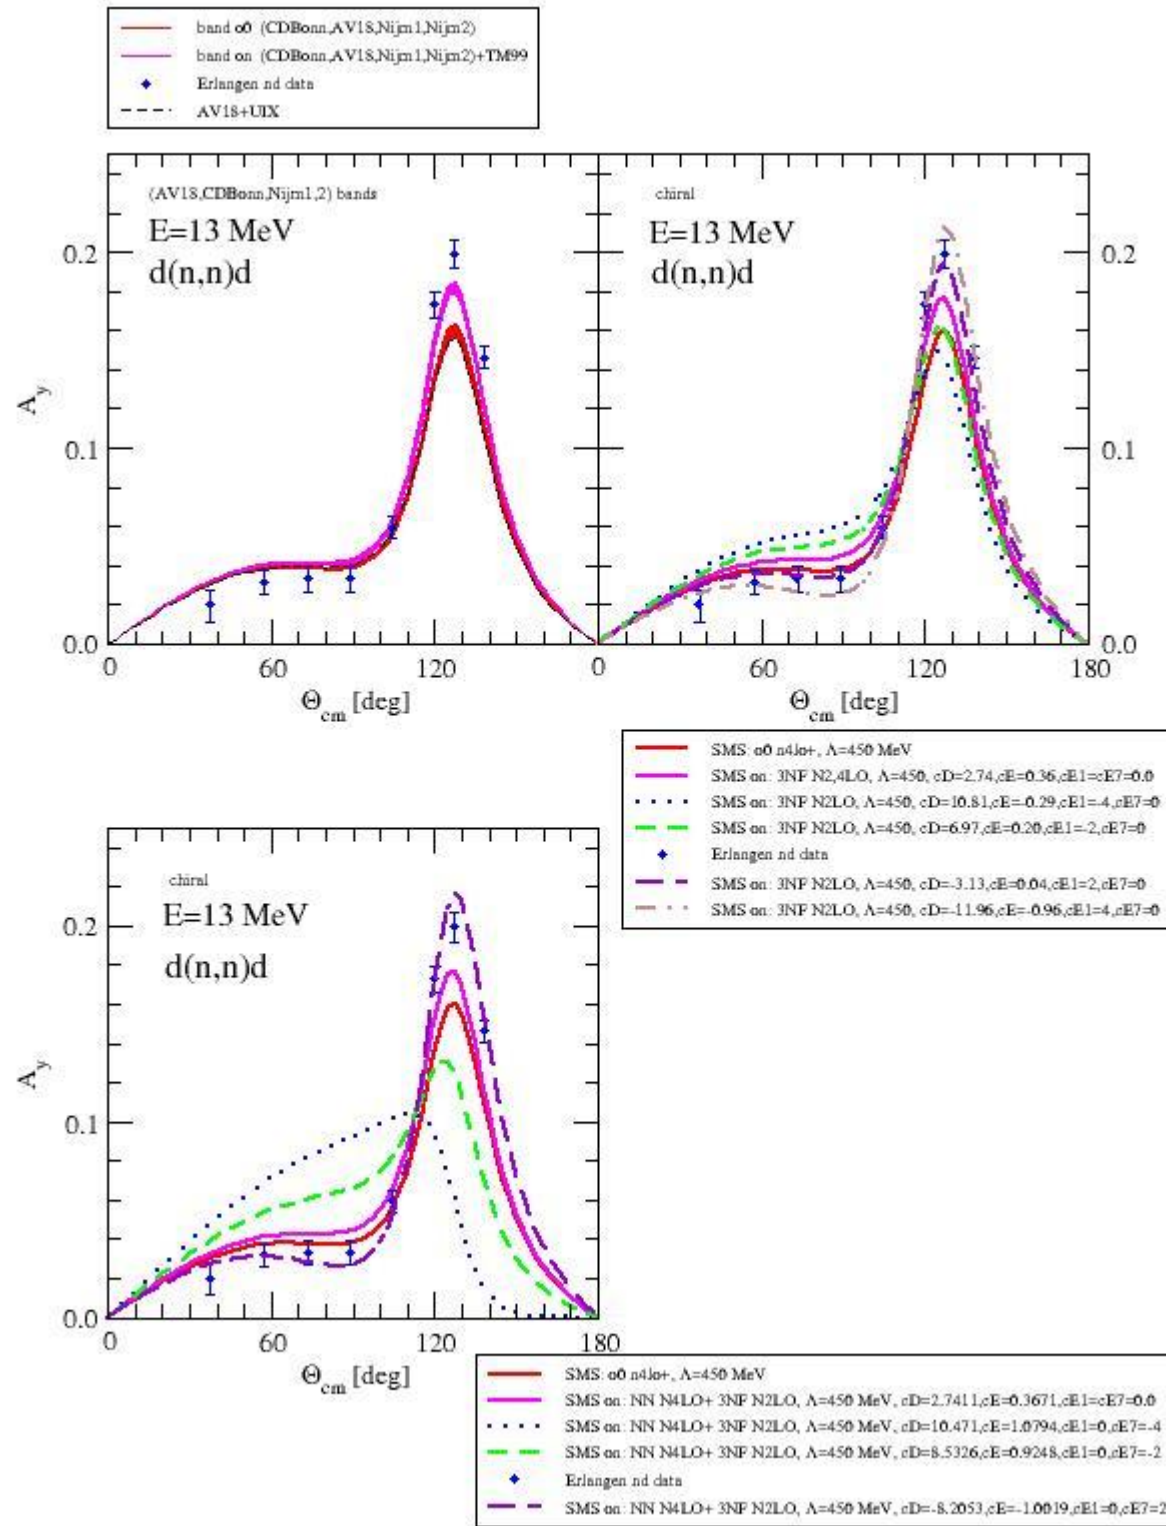 band o0 (CDBonn,AV18,Nijm1,Nijm2)
band on (CDBonn,AV18,Nijm1,Nijm2)+TM99
Erlangen nd data
AV18+UIX
(AV18,CDBonn,Nijm1,2) bands
E=13 MeV
d(n,n)d
chiral
E=13 MeV
d(n,n)d
0.2
0.1
0.0
A_y
0.2
0.1
0.0
0 60 120 0 60 120 180
Θ_cm [deg]
Θ_cm [deg]
SMS: o0 n4lo+, Λ=450 MeV
SMS on: 3NF N2,4LO, Λ=450, cD=2.74,cE=0.36,cE1=cE7=0.0
SMS on: 3NF N2LO, Λ=450, cD=10.81,cE=-0.29,cE1=-4,cE7=0
SMS on: 3NF N2LO, Λ=450, cD=6.97,cE=0.20,cE1=-2,cE7=0
Erlangen nd data
SMS on: 3NF N2LO, Λ=450, cD=-3.13,cE=0.04,cE1=2,cE7=0
SMS on: 3NF N2LO, Λ=450, cD=-11.96,cE=-0.96,cE1=4,cE7=0
chiral
E=13 MeV
d(n,n)d
0.2
0.1
0.0
A_y
0 60 120 180
Θ_cm [deg]
SMS: o0 n4lo+, Λ=450 MeV
SMS on: NN N4LO+ 3NF N2LO, Λ=450 MeV, cD=2.7411,cE=0.3671,cE1=cE7=0.0
SMS on: NN N4LO+ 3NF N2LO, Λ=450 MeV, cD=10.471,cE=1.0794,cE1=0,cE7=-4
SMS on: NN N4LO+ 3NF N2LO, Λ=450 MeV, cD=8.5326,cE=0.9248,cE1=0,cE7=-2
Erlangen nd data
SMS on: NN N4LO+ 3NF N2LO, Λ=450 MeV, cD=-8.2053,cE=-1.0019,cE1=0,cE7=2